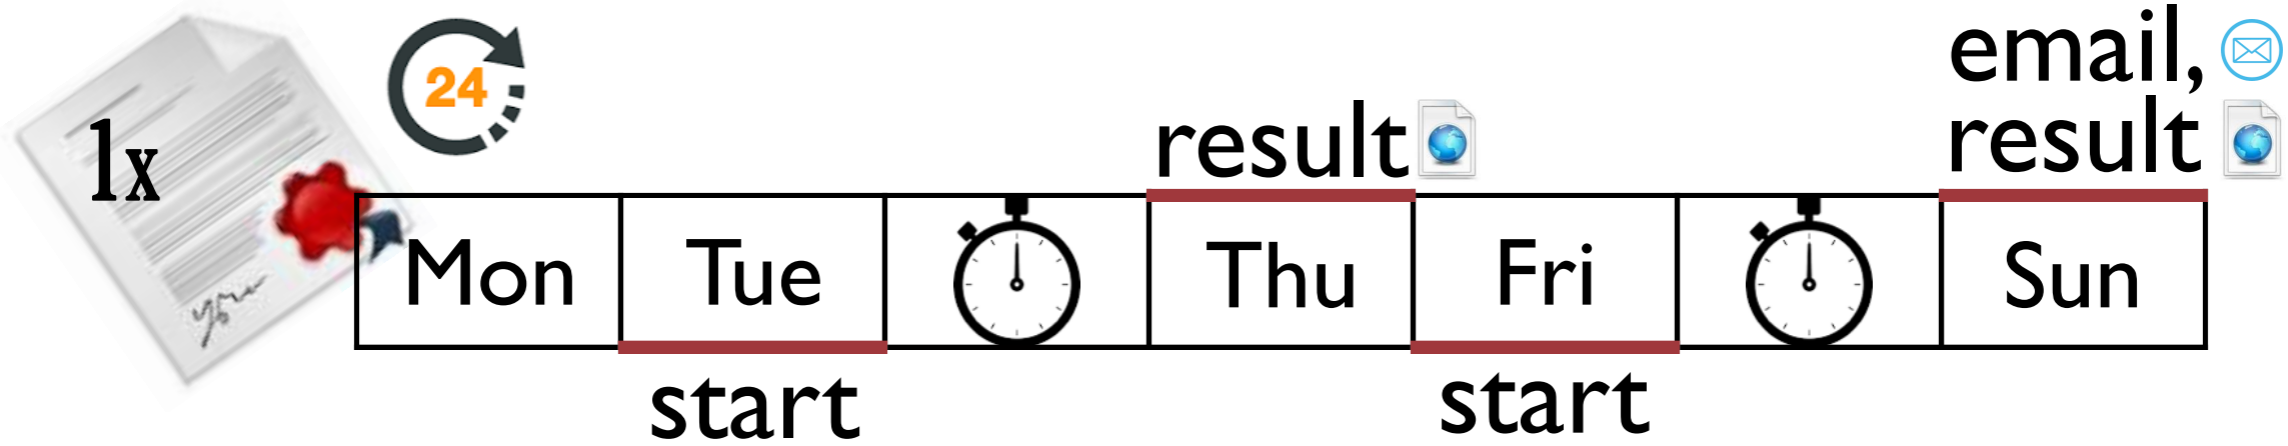 email,
result
result
1x
24
Mon Tue Thu Fri Sun
start start